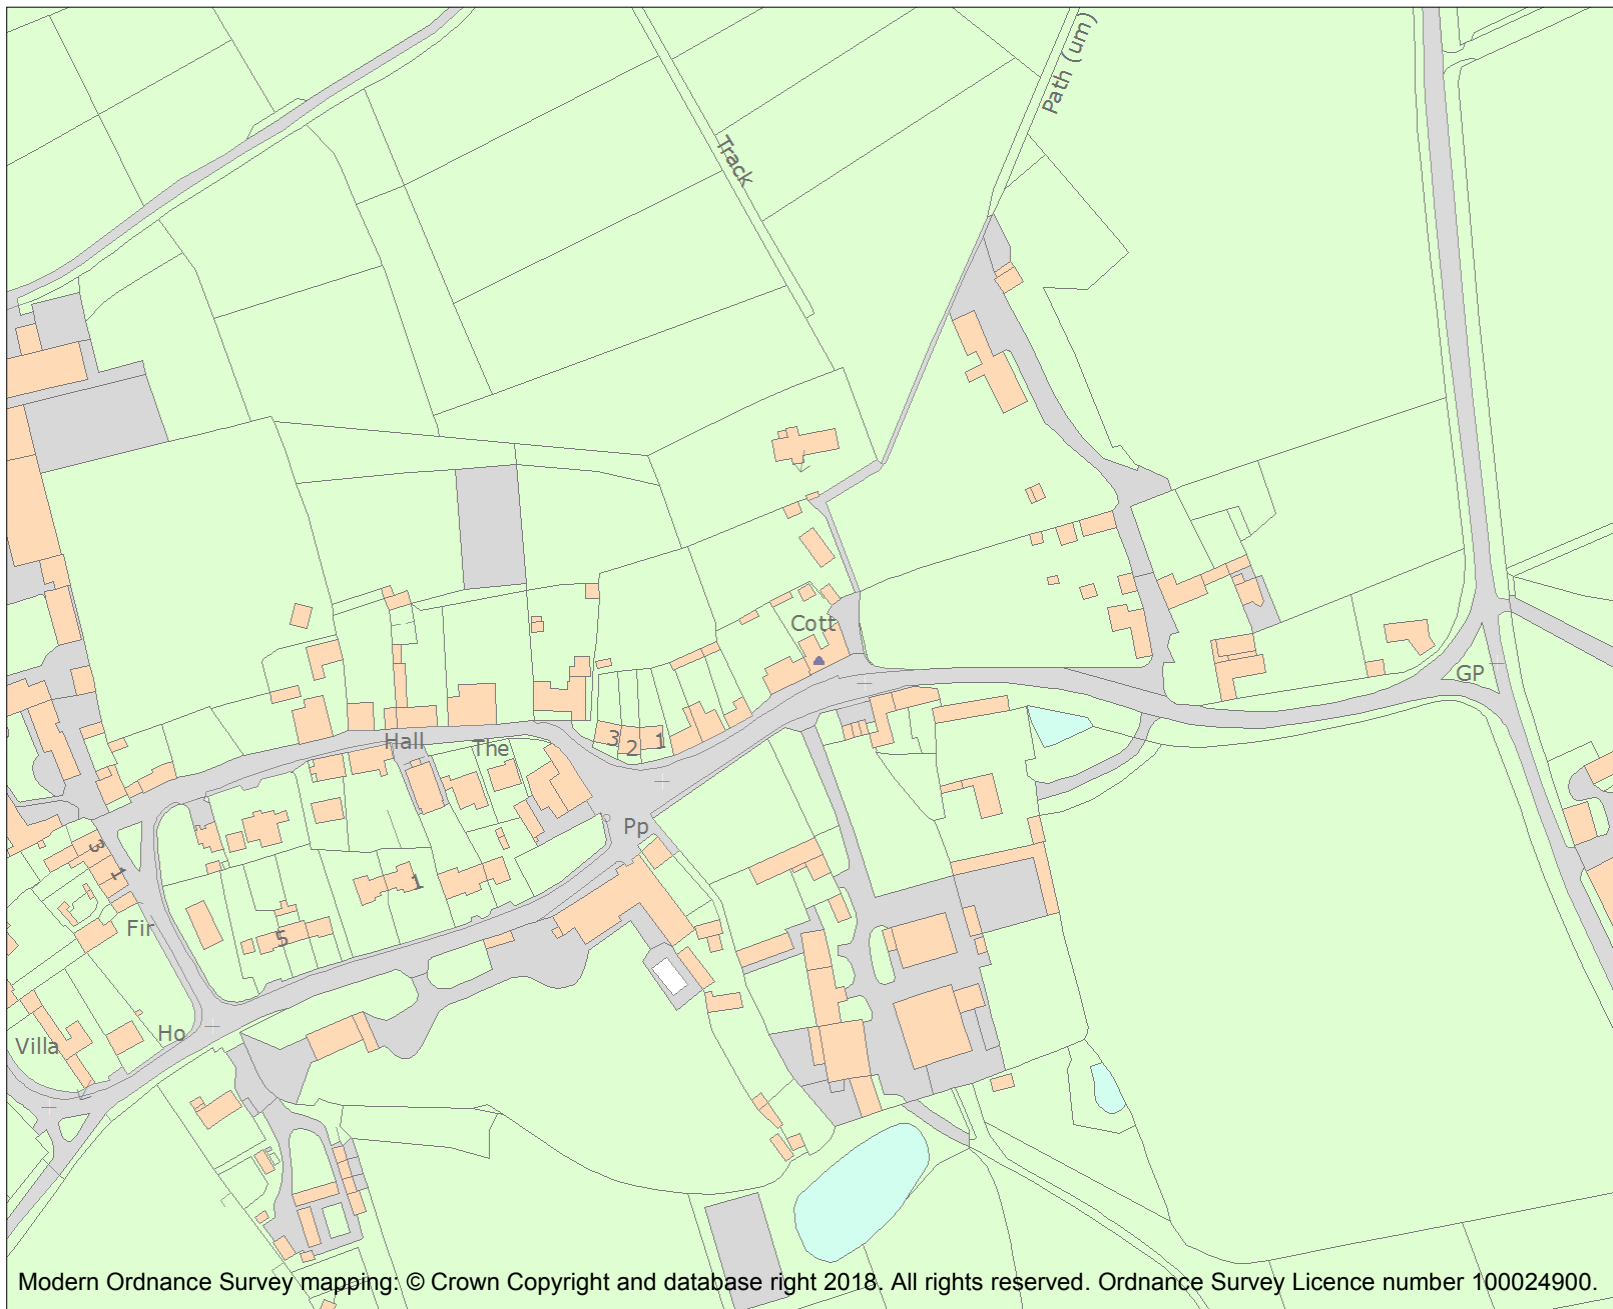 Path (um)
Track
Cott
GP
Hall
The
3
2
1
Pp
3
1
1
Fir
5
Ho
Villa
Modern Ordnance Survey mapping: © Crown Copyright and database right 2018. All rights reserved. Ordnance Survey Licence number 100024900.